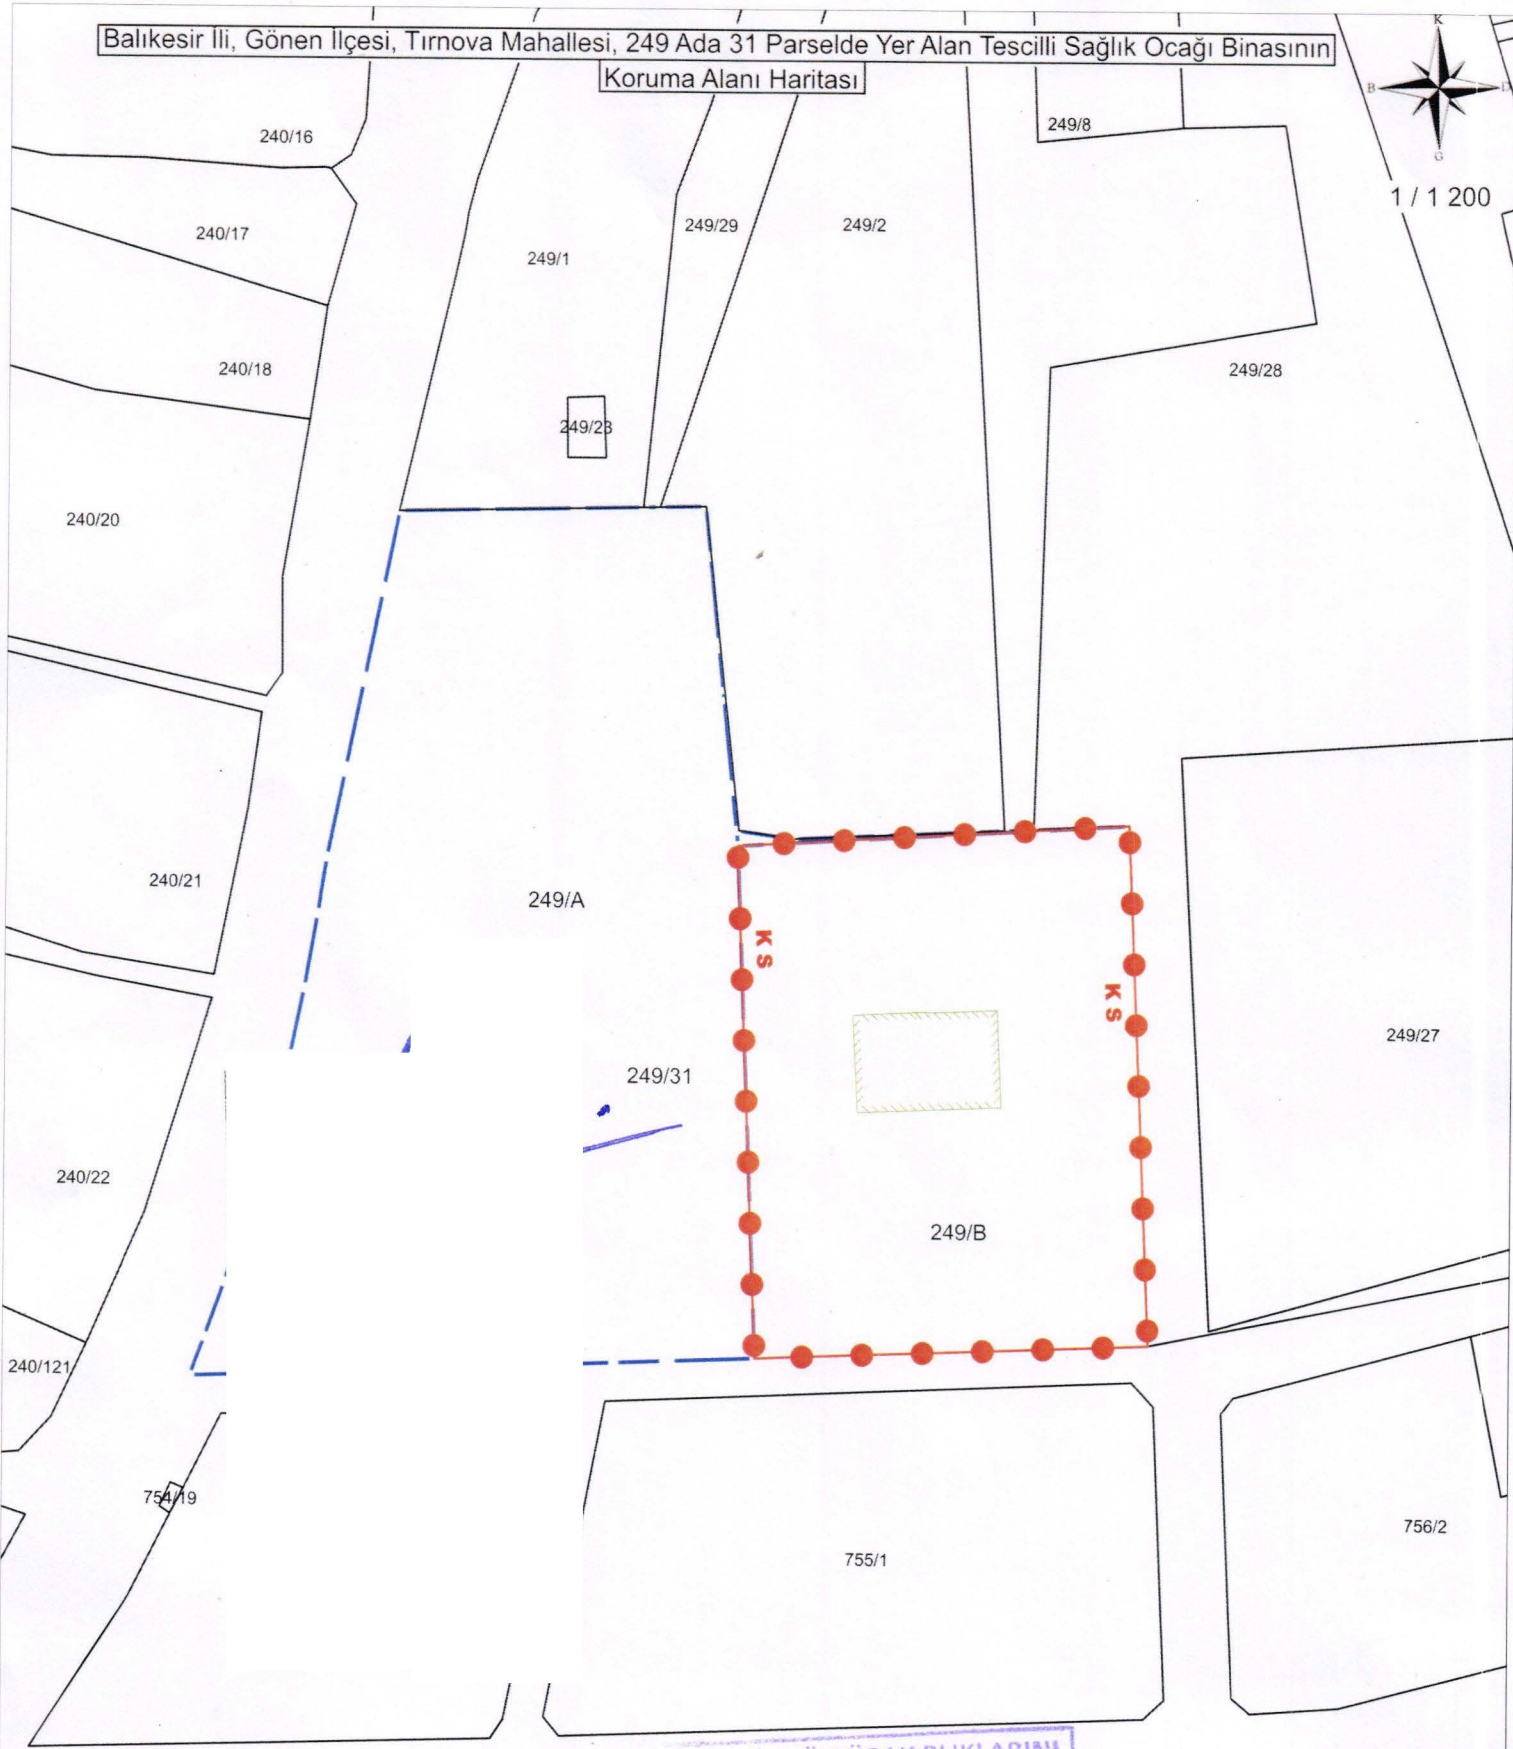 Balıkesir İli, Gönen İlçesi, Tırnova Mahallesi, 249 Ada 31 Parselde Yer Alan Tescilli Sağlık Ocağı Binasının
Koruma Alanı Haritası
K
B
D
G
1 / 1 200
240/16
249/8
240/17
249/1
249/29
249/2
240/18
249/28
249/23
240/20
240/21
249/A
K S
K S
249/27
249/31
240/22
249/B
240/121
754/19
755/1
756/2